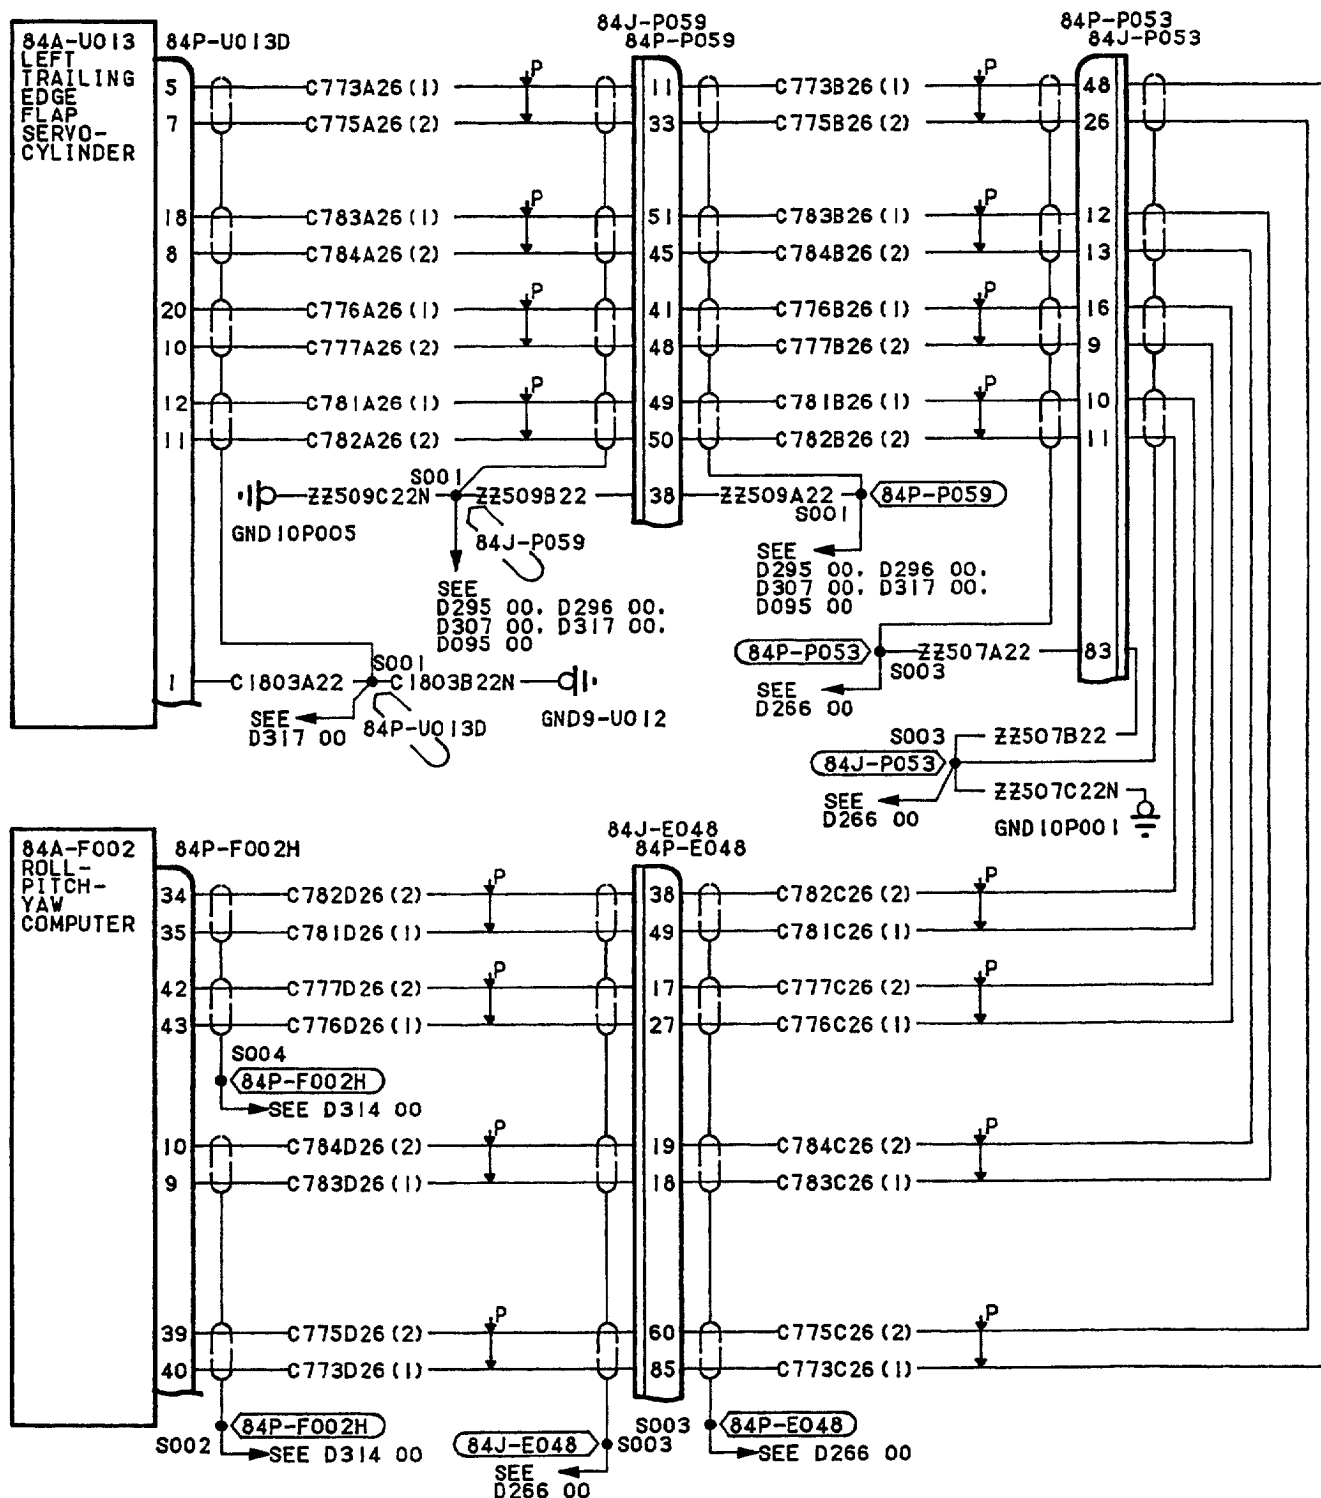 84J-P059
84P-P059
84P-P053
84J-P053
84A-U013
LEFT
TRAILING
EDGE
FLAP
SERVO-
CYLINDER
84P-U013D
5 C773A26(1) P 11 C773B26(1) P 48
7 C775A26(2) 33 C775B26(2) 26
18 C783A26(1) P 51 C783B26(1) P 12
8 C784A26(2) 45 C784B26(2) 13
20 C776A26(1) P 41 C776B26(1) P 16
10 C777A26(2) 48 C777B26(2) 9
12 C781A26(1) P 49 C781B26(1) P 10
11 C782A26(2) 50 C782B26(2) 11
S001
ZZ509C22N ZZ509B22 38 ZZ509A22 84P-P059
GND10P005
S001
84J-P059
SEE
D295 00, D296 00,
D307 00, D317 00,
D095 00
SEE
D295 00, D296 00,
D307 00, D317 00,
D095 00
84P-P053 ZZ507A22 83
S003
SEE
D266 00
S001
1 C1803A22 C1803B22N
GND9-U012
SEE
D317 00
84P-U013D
S003 ZZ507B22
84J-P053
ZZ507C22N
SEE
D266 00
GND10P001
84A-F002
ROLL-
PITCH-
YAW
COMPUTER
84P-F002H
84J-E048
84P-E048
34 C782D26(2) P 38 C782C26(2) P
35 C781D26(1) 49 C781C26(1)
42 C777D26(2) P 17 C777C26(2) P
43 C776D26(1) 27 C776C26(1)
S004
84P-F002H
SEE D314 00
10 C784D26(2) P 19 C784C26(2) P
9 C783D26(1) 18 C783C26(1)
39 C775D26(2) P 60 C775C26(2) P
40 C773D26(1) 85 C773C26(1)
S002 84P-F002H
SEE D314 00
84J-E048 S003
SEE
D266 00
S003 84P-E048
SEE D266 00